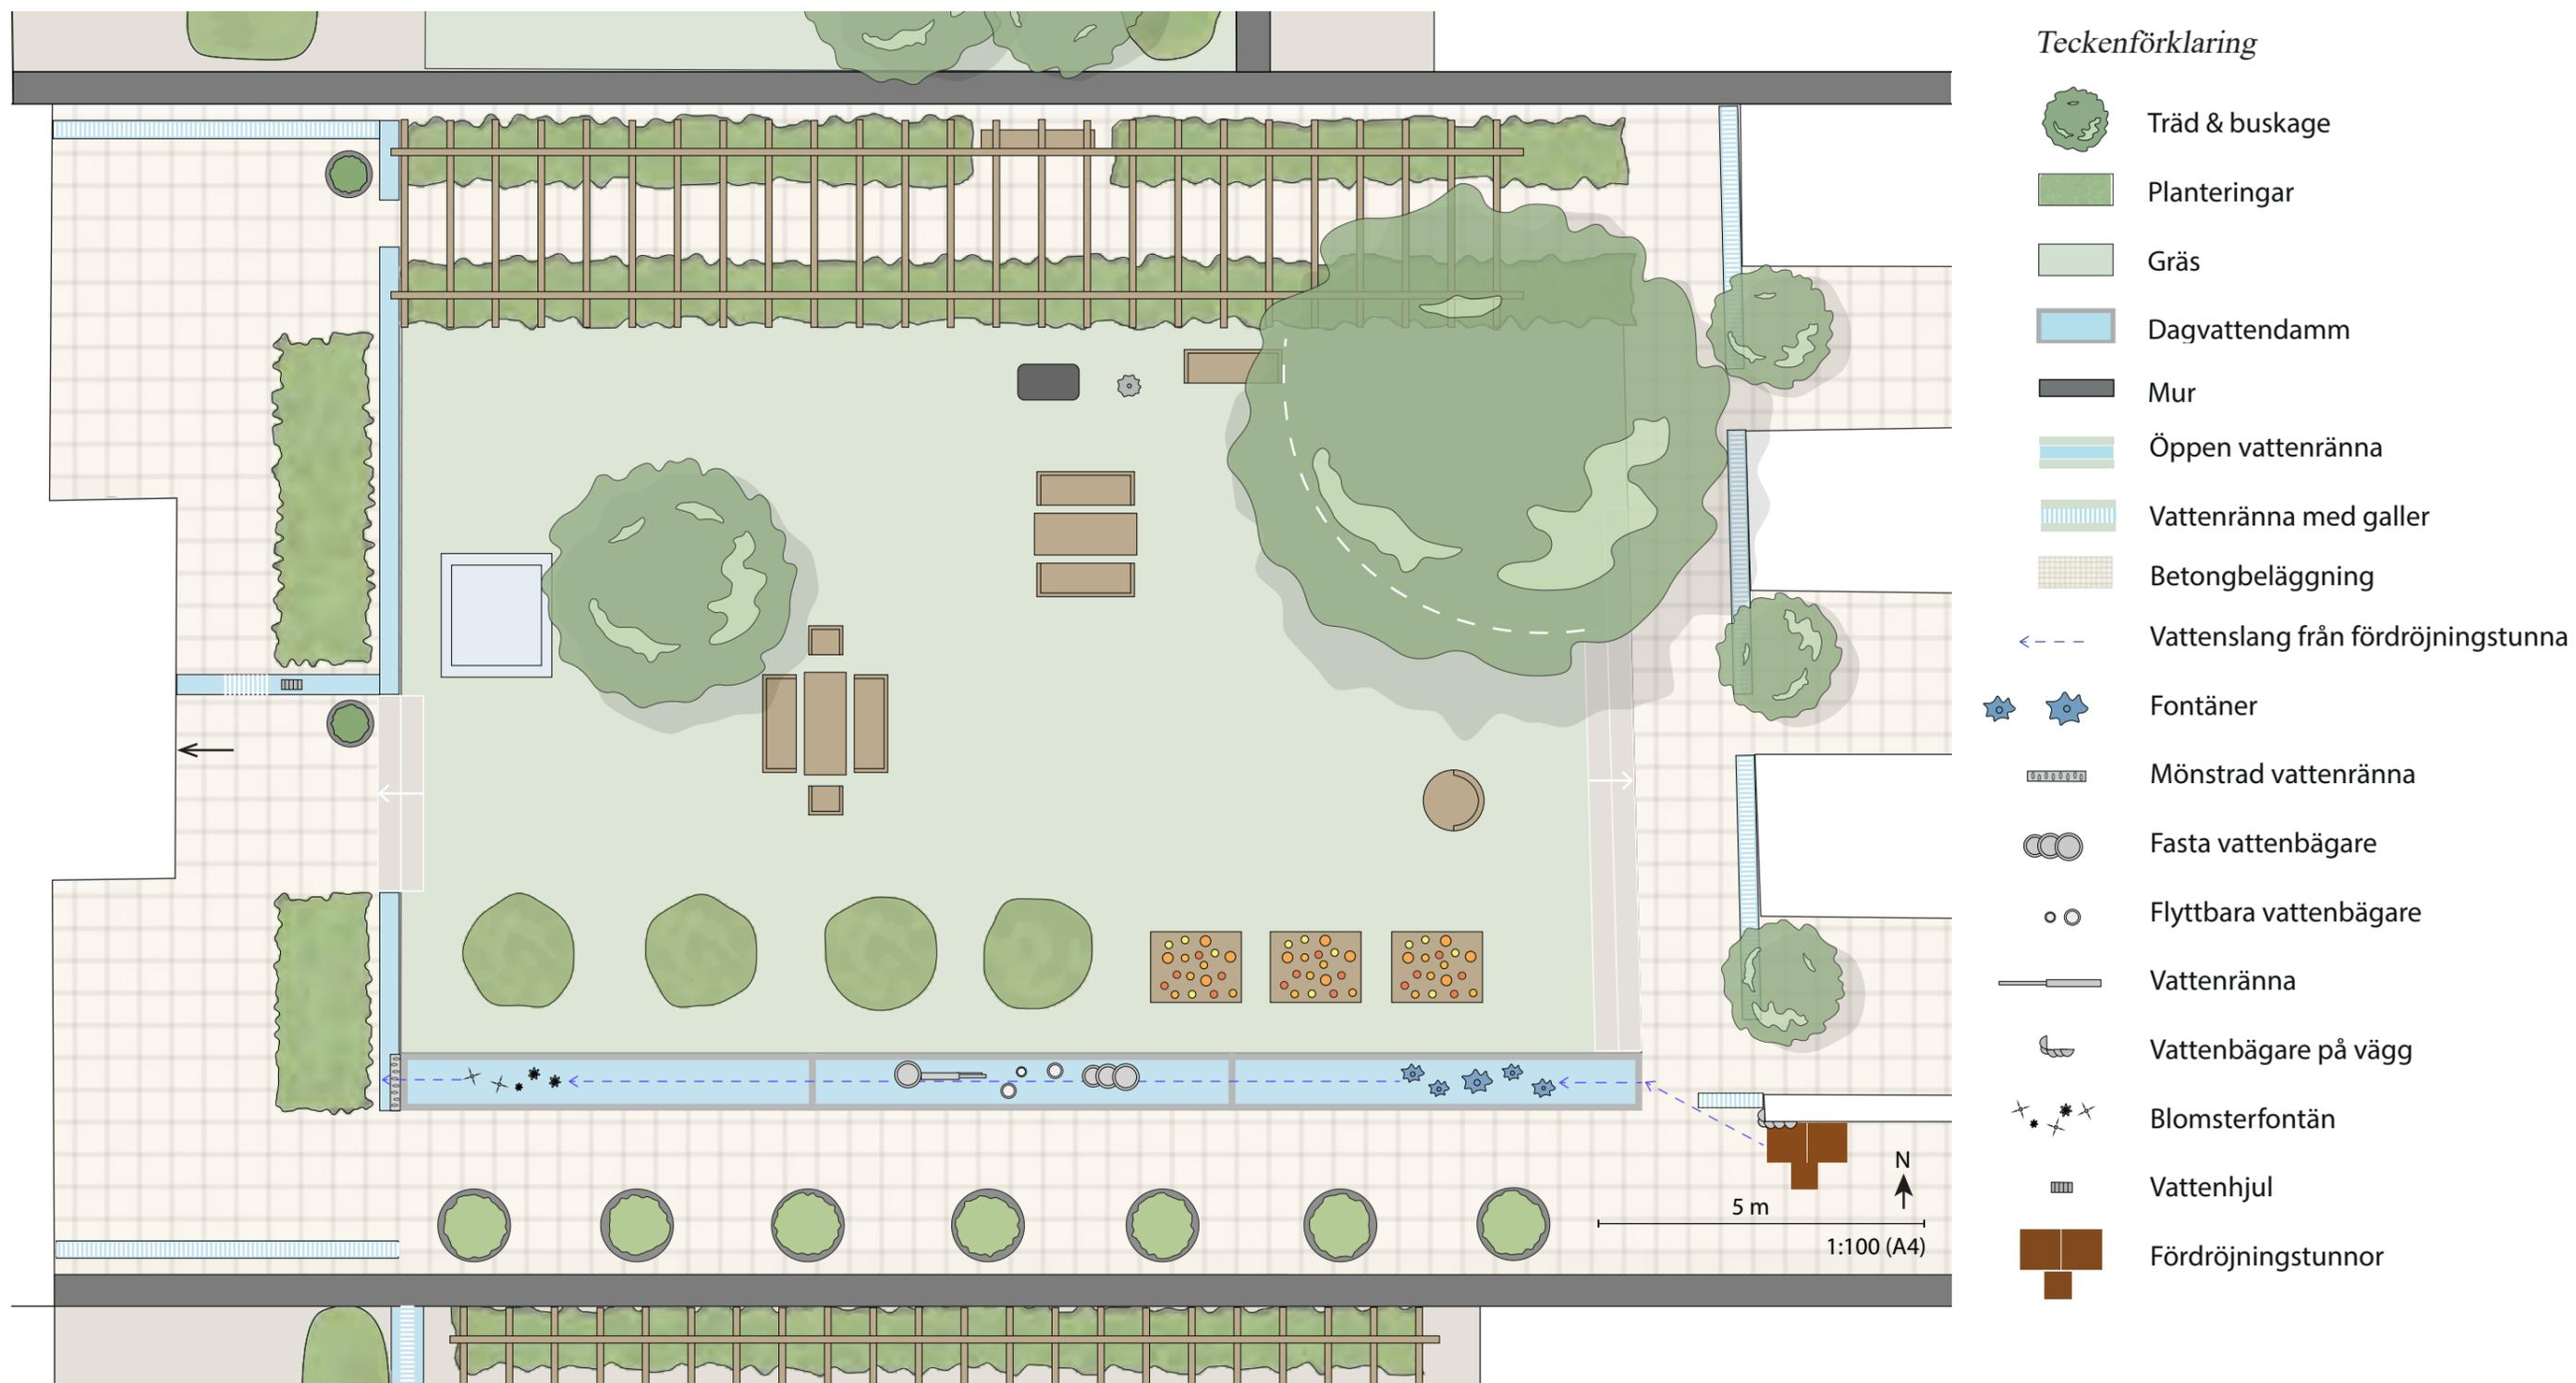 Teckenförklaring
Träd & buskage
Planteringar
Gräs
Dagvattendamm
Mur
Öppen vattenränna
Vattenränna med galler
Betongbeläggning
Vattenslang från fördröjningstunna
Fontäner
Mönstrad vattenränna
Fasta vattenbägare
Flyttbara vattenbägare
Vattenränna
Vattenbägare på vägg
Blomsterfontän
Vattenhjul
Fördröjningstunnor
N
5 m
1:100 (A4)